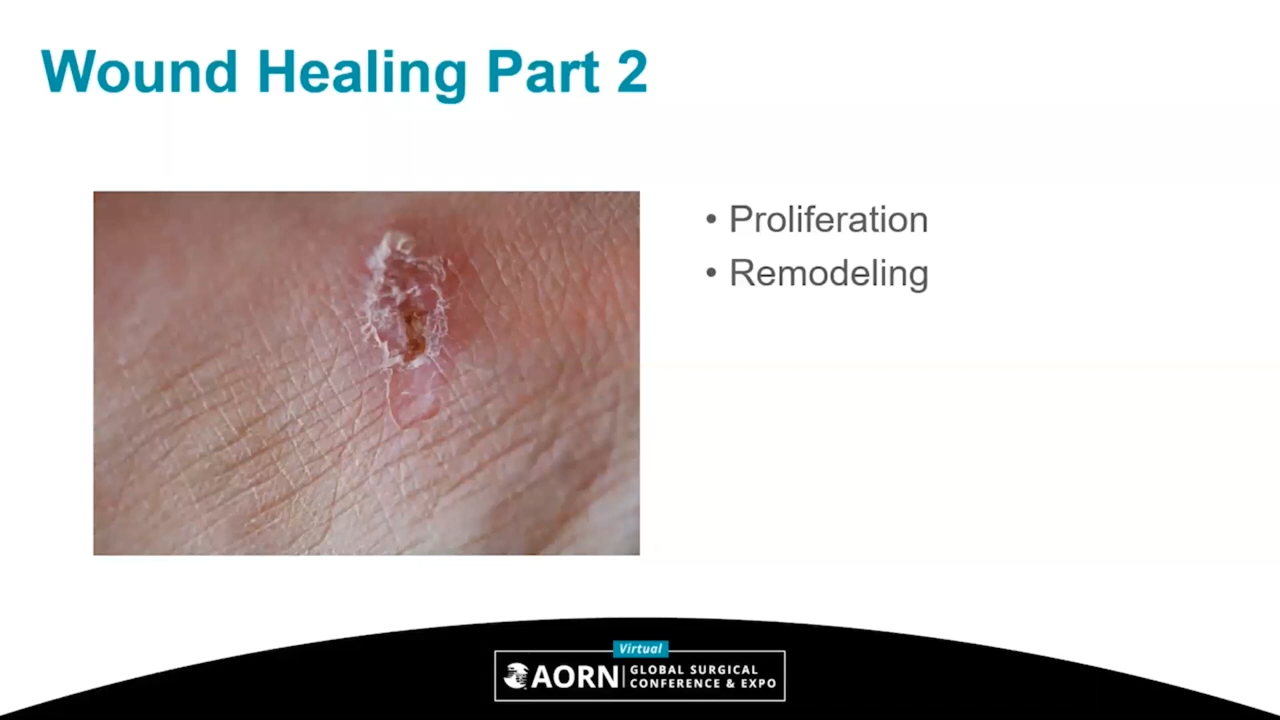 Wound Healing Part 2
• Proliferation
• Remodeling
Virtual
AORN
GLOBAL SURGICAL
CONFERENCE & EXPO